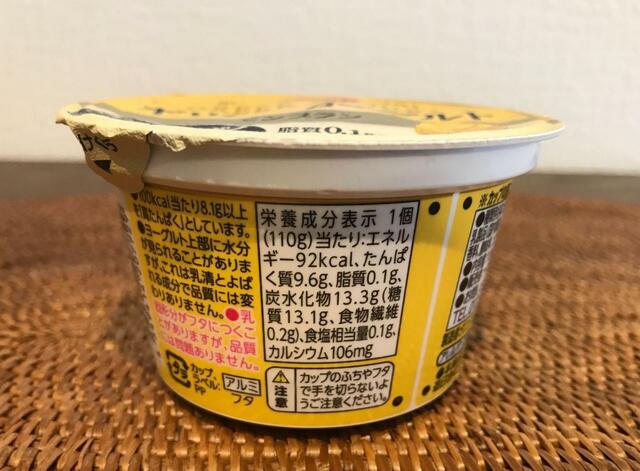 脂質0.1
100kcal当たり8.1g以上
を「高たんぱく」としています。
●ヨーグルト上部に水分
が見られることがありま
すが、これは乳清とよば
れる成分で品質には変
わりありません。●乳
脂肪分がフタにつくこ
とがありますが、品質
には問題ありません。
カップ、
ラベル:
PP
アルミ
フタ
栄養成分表示 1個
(110g)当たり:エネル
ギー92kcal、たんぱ
く質9.6g、脂質0.1g、
炭水化物13.3g(糖
質13.1g、食物繊維
0.2g)、食塩相当量0.1g、
カルシウム106mg
注意
カップのふちやフタ
で手を切らないよ
うご注意ください。